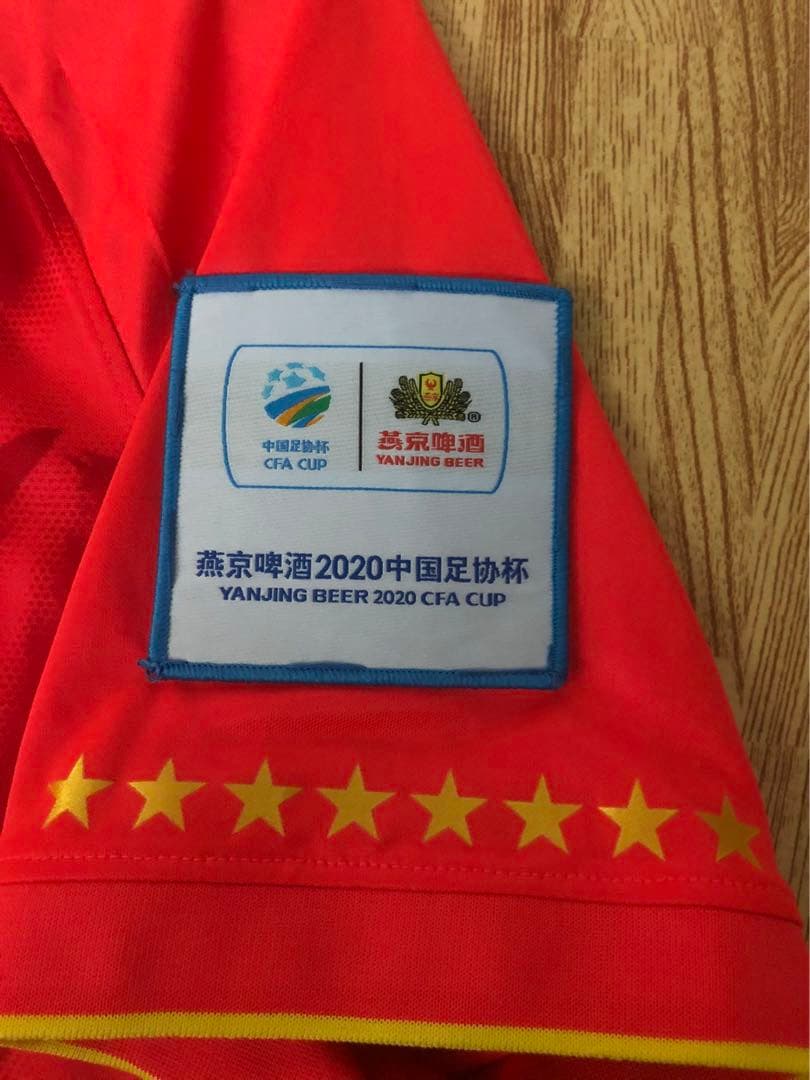 中国足协杯
CFA CUP
燕京啤酒
YANJING BEER
燕京啤酒2020中国足协杯
YANJING BEER 2020 CFA CUP